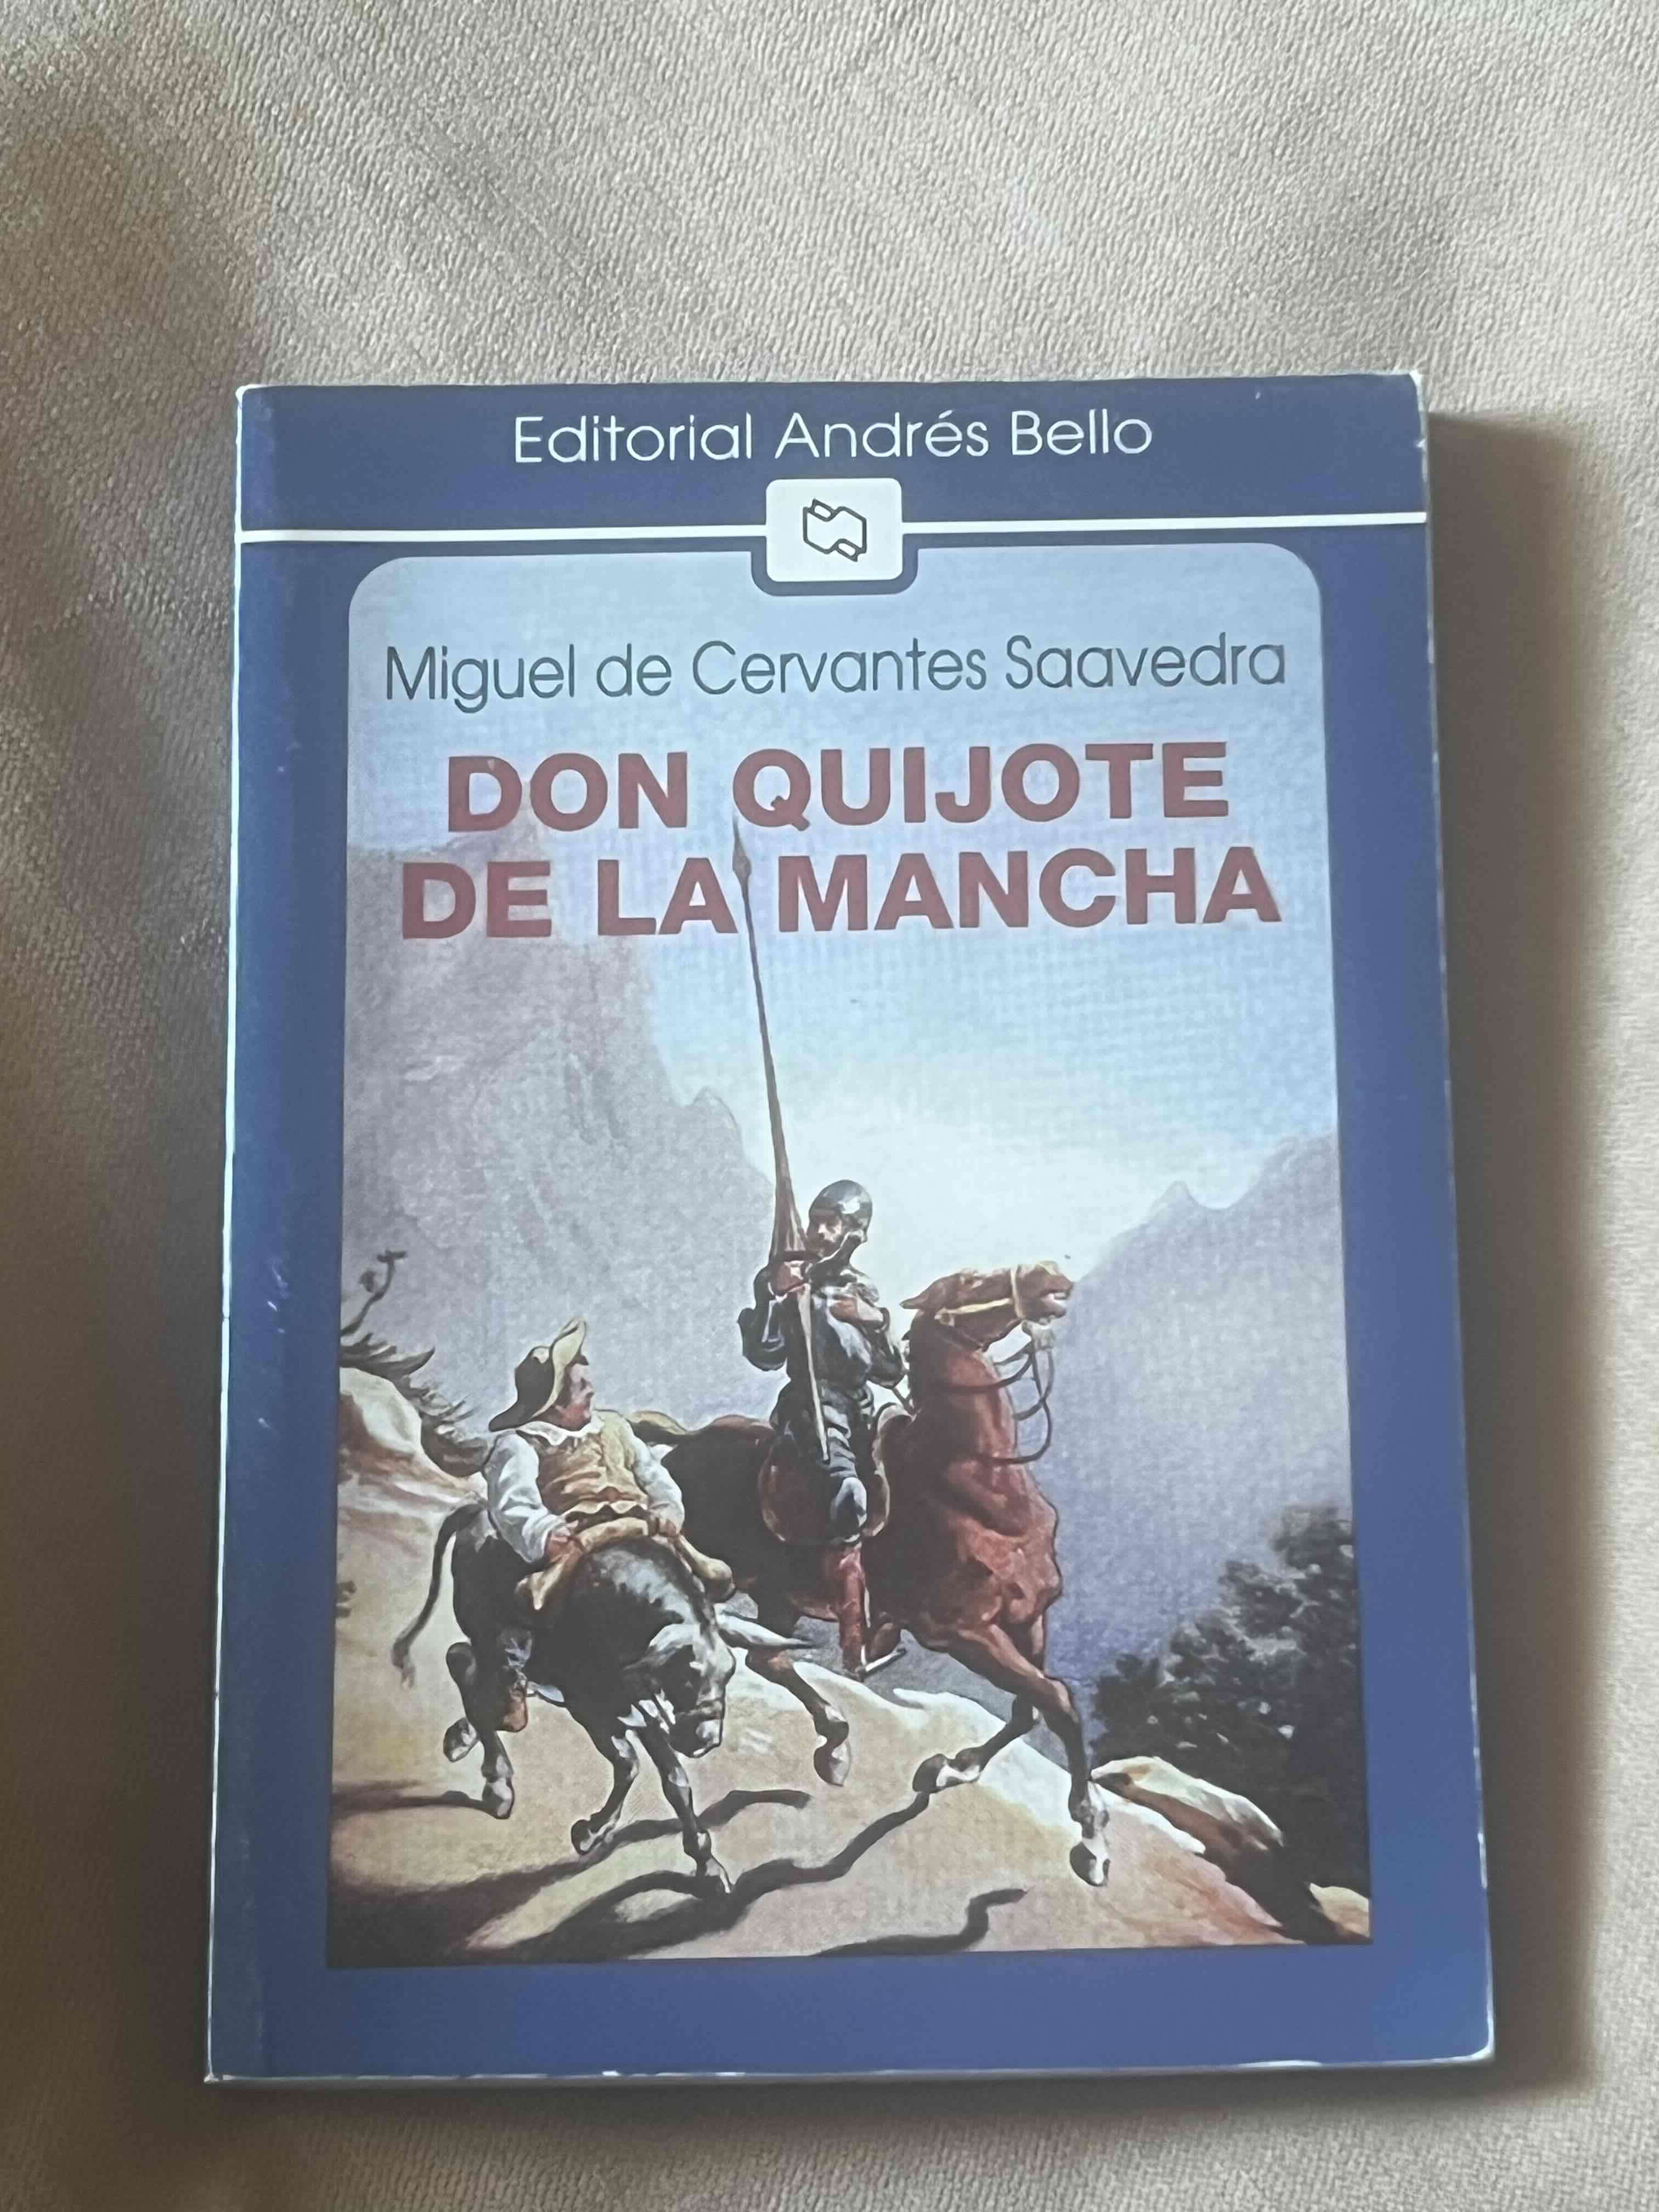 Editorial Andrés Bello
Miguel de Cervantes Saavedra
DON QUIJOTE
DE LA MANCHA